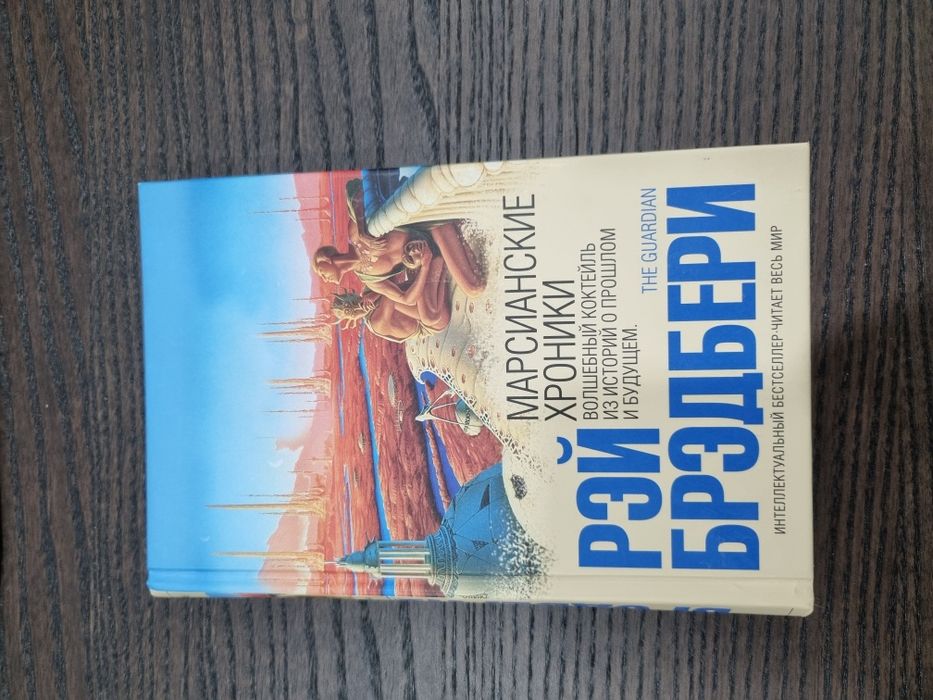 МАРСИАНСКИЕ
ХРОНИКИ
ВОЛШЕБНЫЙ КОКТЕЙЛЬ
ИЗ ИСТОРИЙ О ПРОШЛОМ
И БУДУЩЕМ.
THE GUARDIAN
РЭЙ
БРЭДБЕРИ
ИНТЕЛЛЕКТУАЛЬНЫЙ БЕСТСЕЛЛЕР·ЧИТАЕТ ВЕСЬ МИР